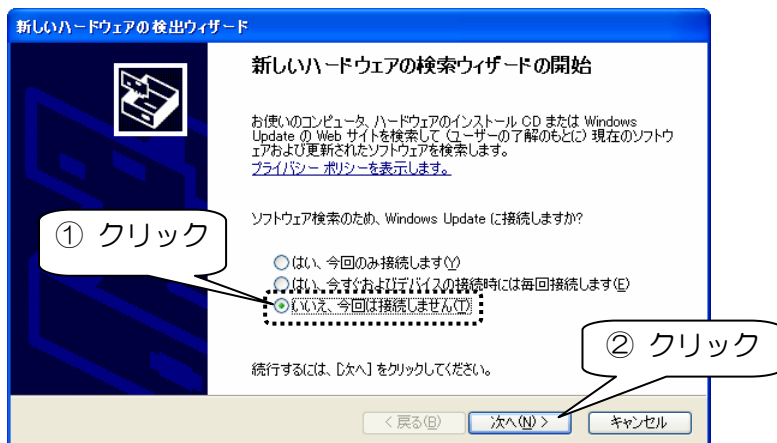 新しいハードウェアの検出ウィザード
新しいハードウェアの検索ウィザードの開始
お使いのコンピュータ、ハードウェアのインストール CD または Windows
Update の Web サイトを検索して (ユーザーの了解のもとに) 現在のソフトウ
ェアおよび更新されたソフトウェアを検索します。
プライバシー ポリシーを表示します。
ソフトウェア検索のため、Windows Update に接続しますか?
① クリック
はい、今回のみ接続します(Y)
はい、今すぐおよびデバイスの接続時には毎回接続します(E)
いいえ、今回は接続しません(T)
② クリック
続行するには、[次へ] をクリックしてください。
< 戻る(B)
次へ(N) >
キャンセル